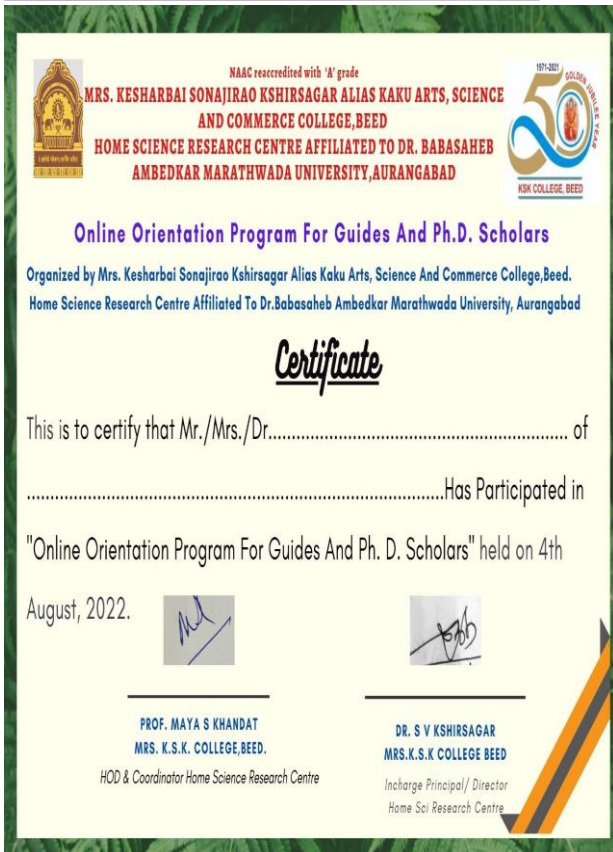 NAAC reaccredited with 'A' grade
MRS. KESHARBAI SONAJIRAO KSHIRSAGAR ALIAS KAKU ARTS, SCIENCE
AND COMMERCE COLLEGE,BEED
HOME SCIENCE RESEARCH CENTRE AFFILIATED TO DR. BABASAHEB
AMBEDKAR MARATHWADA UNIVERSITY,AURANGABAD
1971-2021
GOLDEN JUBILEE YEAR
50
KSK COLLEGE, BEED
Online Orientation Program For Guides And Ph.D. Scholars
Organized by Mrs. Kesharbai Sonajirao Kshirsagar Alias Kaku Arts, Science And Commerce College,Beed.
Home Science Research Centre Affiliated To Dr.Babasaheb Ambedkar Marathwada University, Aurangabad
Certificate
This is to certify that Mr./Mrs./Dr...................................................... of
...........................................................................Has Participated in
"Online Orientation Program For Guides And Ph. D. Scholars" held on 4th
August, 2022.
PROF. MAYA S KHANDAT
MRS. K.S.K. COLLEGE,BEED.
HOD & Coordinator Home Science Research Centre
DR. S V KSHIRSAGAR
MRS.K.S.K COLLEGE BEED
Incharge Principal/ Director
Home Sci Research Centre